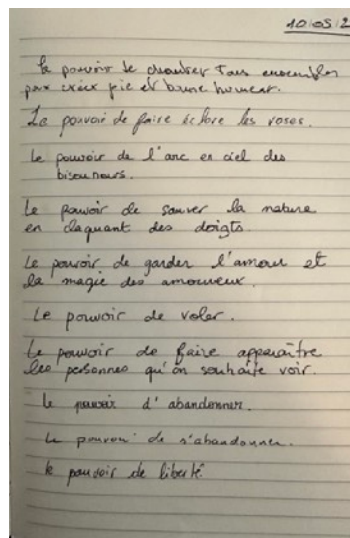 10/05/2
Le pouvoir de chanter tous ensembles
pour créer joie et bonne humeur.
Le pouvoir de faire éclore les roses.
Le pouvoir de l'arc en ciel des
bisounours.
Le pouvoir de sauver la nature
en claquant des doigts.
Le pouvoir de garder l'amour et
la magie des amoureux.
Le pouvoir de voler.
Le pouvoir de faire apparaître
les personnes qu'on souhaite voir.
le pouvoir d'abandonner.
Le pouvoir de s'abandonner.
le pouvoir de liberté.